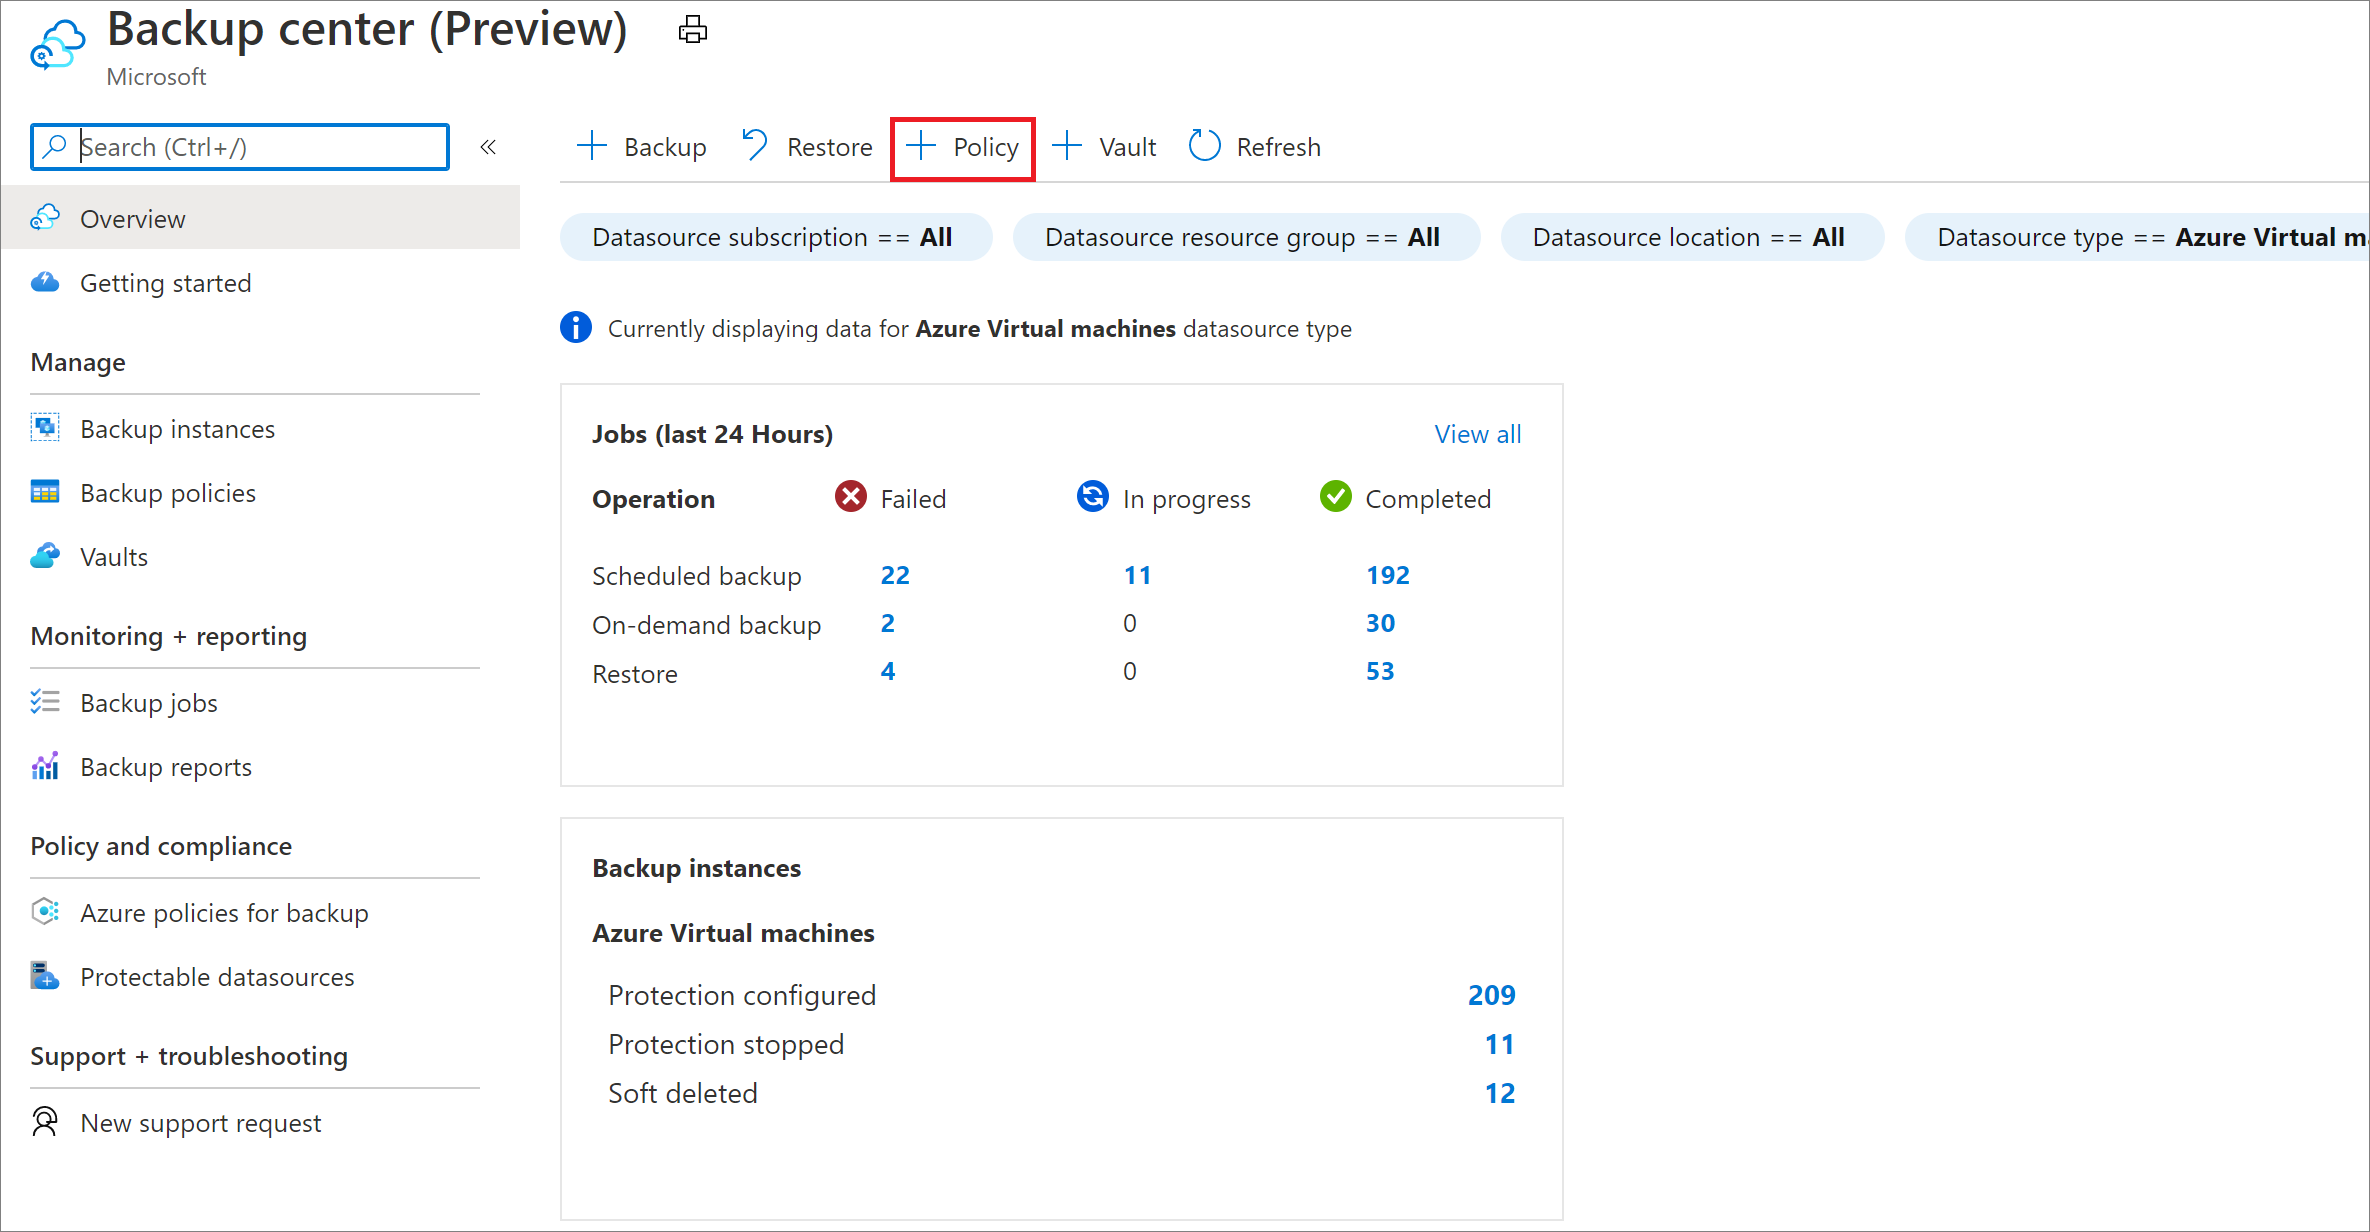 Backup center (Preview)
Microsoft
Search (Ctrl+/)
«
Overview
Getting started
Manage
Backup instances
Backup policies
Vaults
Monitoring + reporting
Backup jobs
Backup reports
Policy and compliance
Azure policies for backup
Protectable datasources
Support + troubleshooting
New support request
Backup Restore Policy Vault Refresh
Datasource subscription == All Datasource resource group == All Datasource location == All Datasource type == Azure Virtual ma
Currently displaying data for Azure Virtual machines datasource type
Jobs (last 24 Hours) View all
Operation Failed In progress Completed
Scheduled backup 22 11 192
On-demand backup 2 0 30
Restore 4 0 53
Backup instances
Azure Virtual machines
Protection configured 209
Protection stopped 11
Soft deleted 12